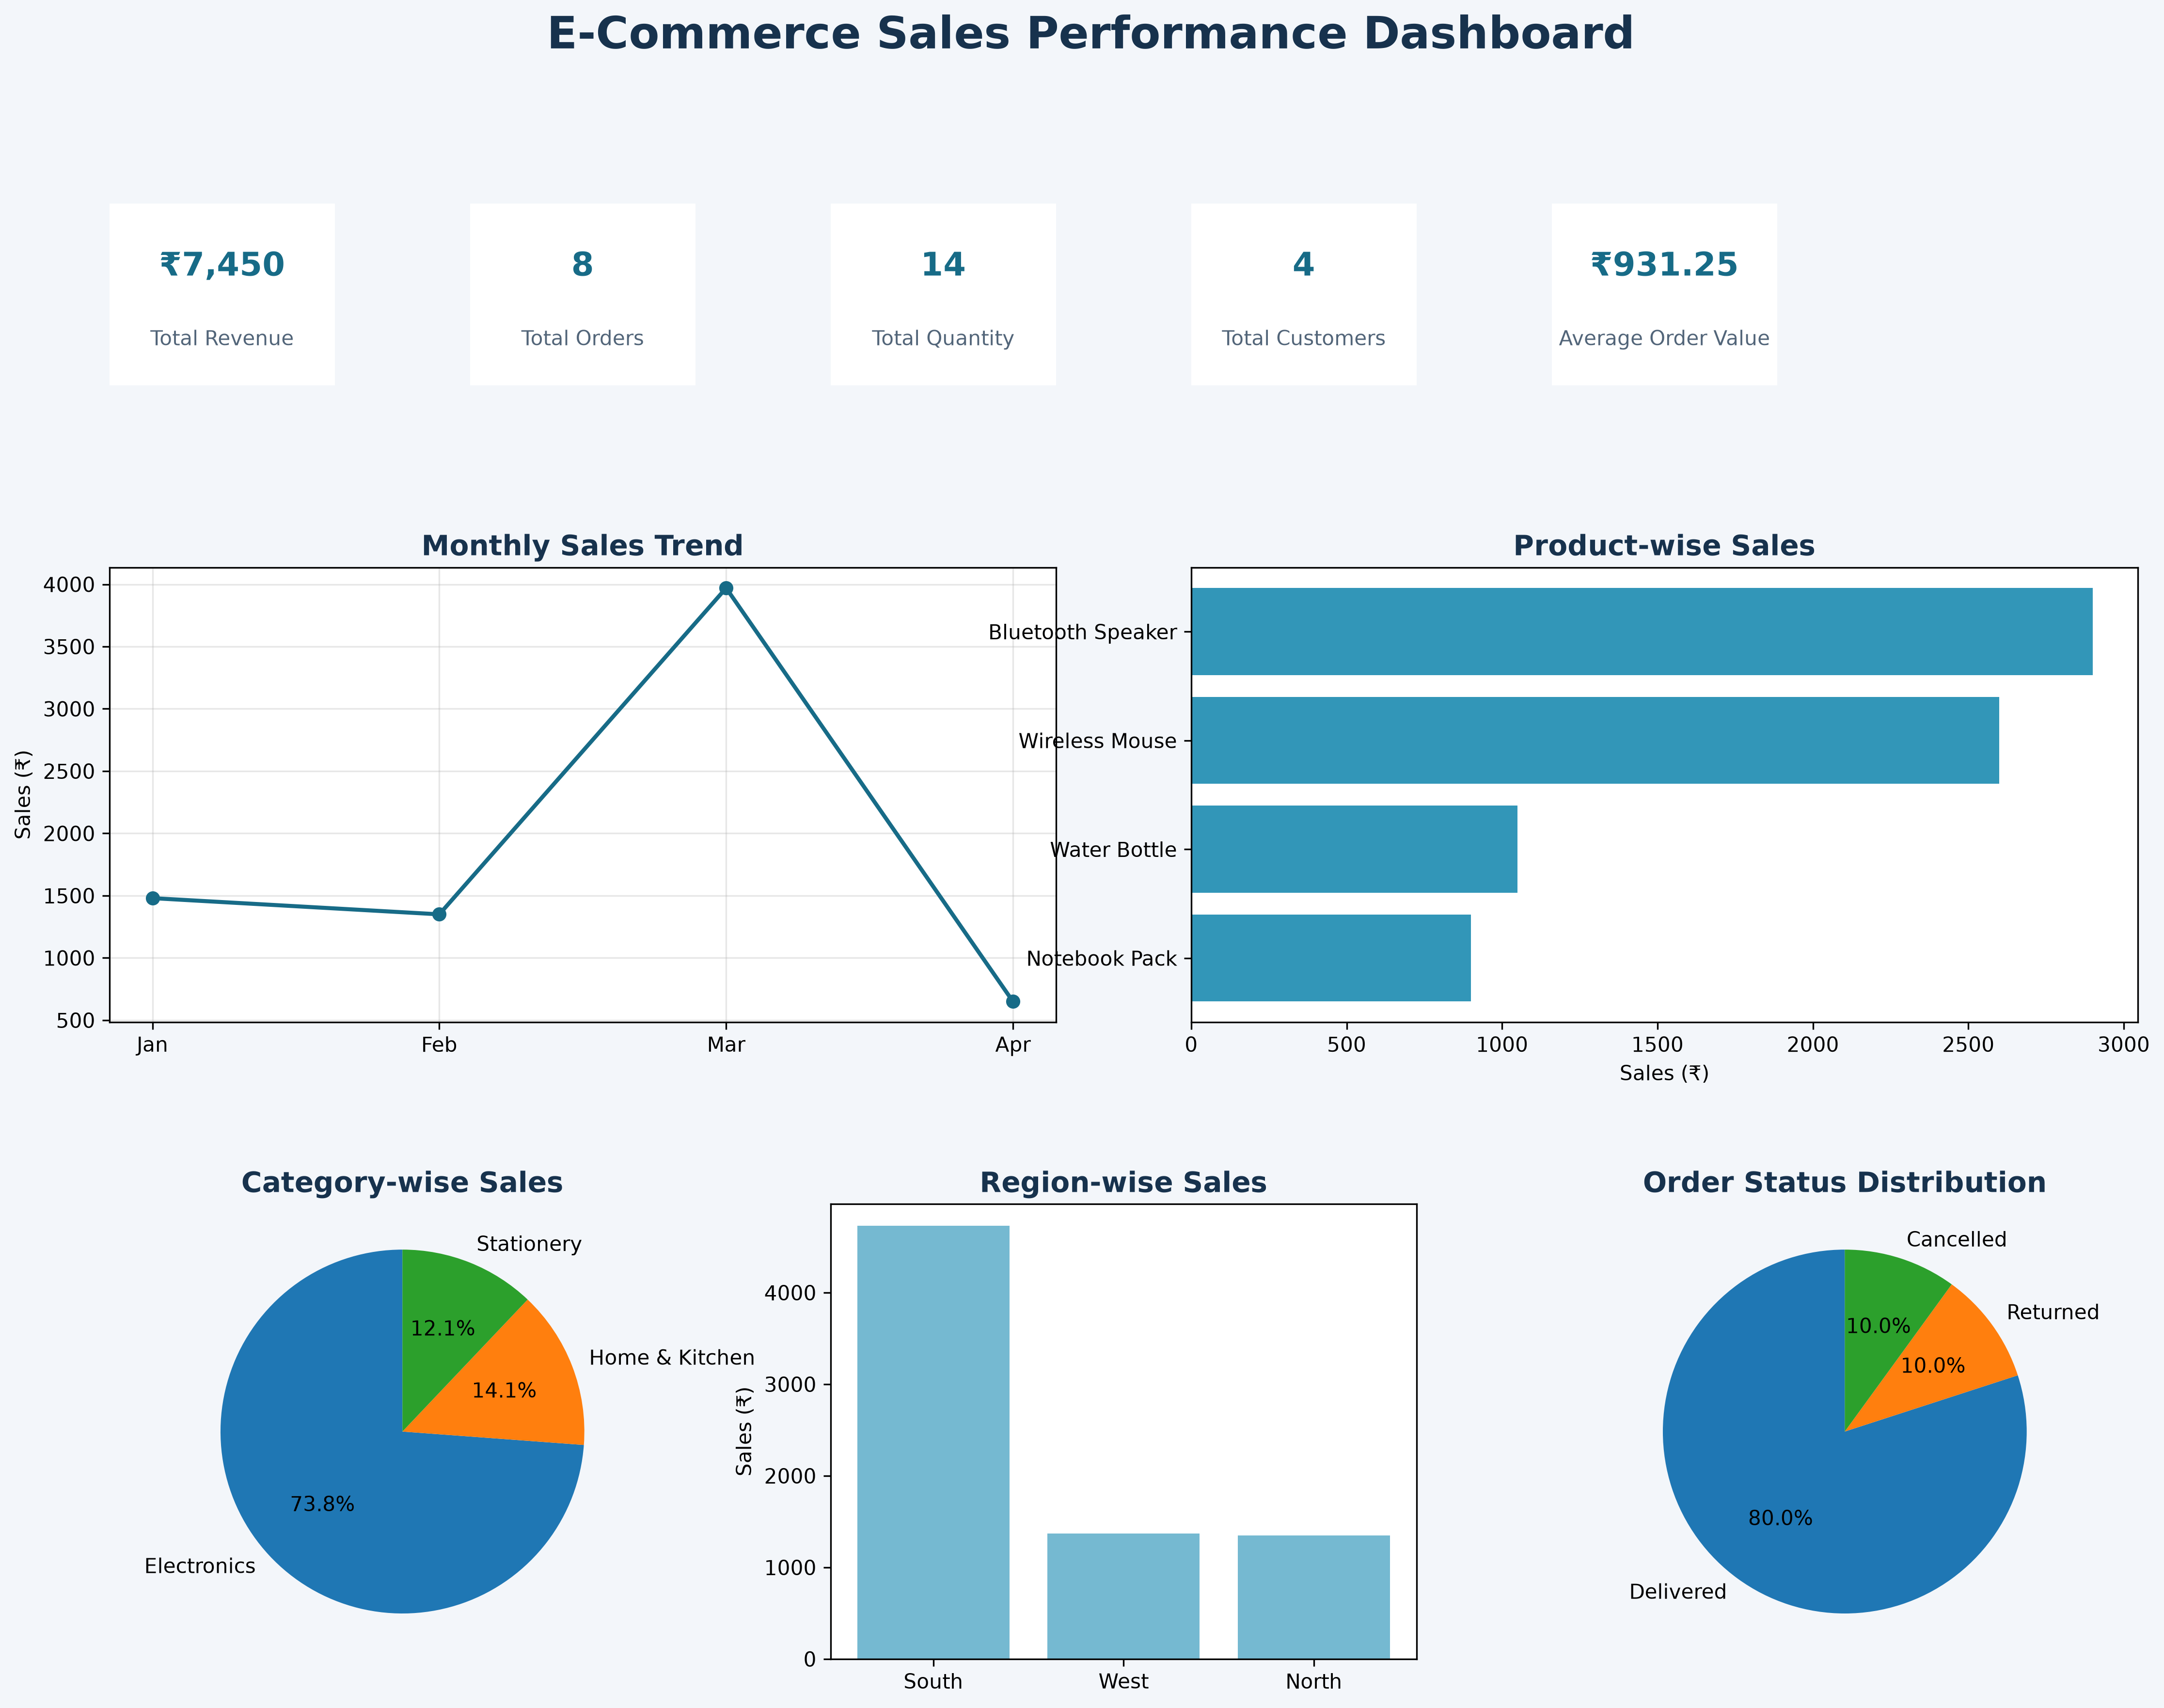 E-Commerce Sales Performance Dashboard
₹7,450
Total Revenue
8
Total Orders
14
Total Quantity
4
Total Customers
₹931.25
Average Order Value
Monthly Sales Trend
Sales (₹)
4000
3500
3000
2500
2000
1500
1000
500
Jan Feb Mar Apr
Product-wise Sales
Bluetooth Speaker
Wireless Mouse
Water Bottle
Notebook Pack
0 500 1000 1500 2000 2500 3000
Sales (₹)
Category-wise Sales
Stationery
12.1%
Home & Kitchen
14.1%
73.8%
Electronics
Region-wise Sales
Sales (₹)
4000
3000
2000
1000
0
South West North
Order Status Distribution
Cancelled
Returned
10.0%
10.0%
80.0%
Delivered